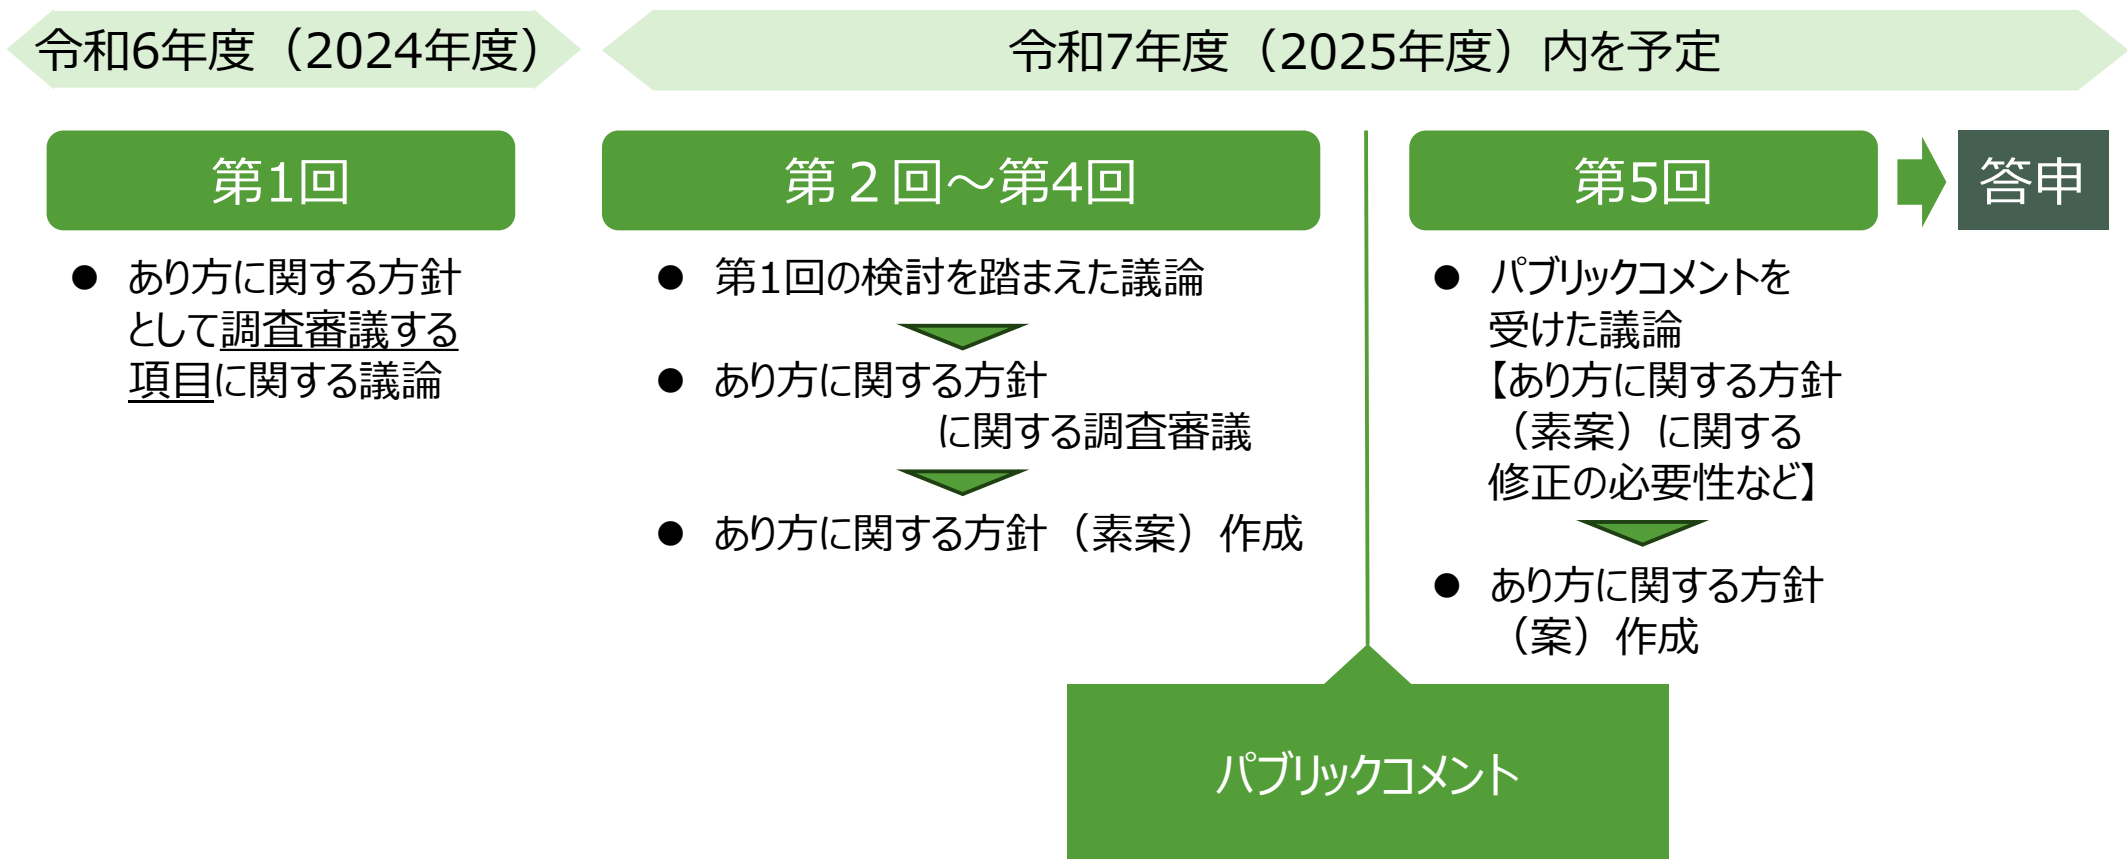 令和6年度（2024年度）
令和7年度（2025年度）内を予定
第1回
第２回～第4回
第5回
答申
● あり方に関する方針
として調査審議する
項目に関する議論
● 第1回の検討を踏まえた議論
● あり方に関する方針
に関する調査審議
● あり方に関する方針（素案）作成
● パブリックコメントを
受けた議論
【あり方に関する方針
（素案）に関する
修正の必要性など】
● あり方に関する方針
（案）作成
パブリックコメント